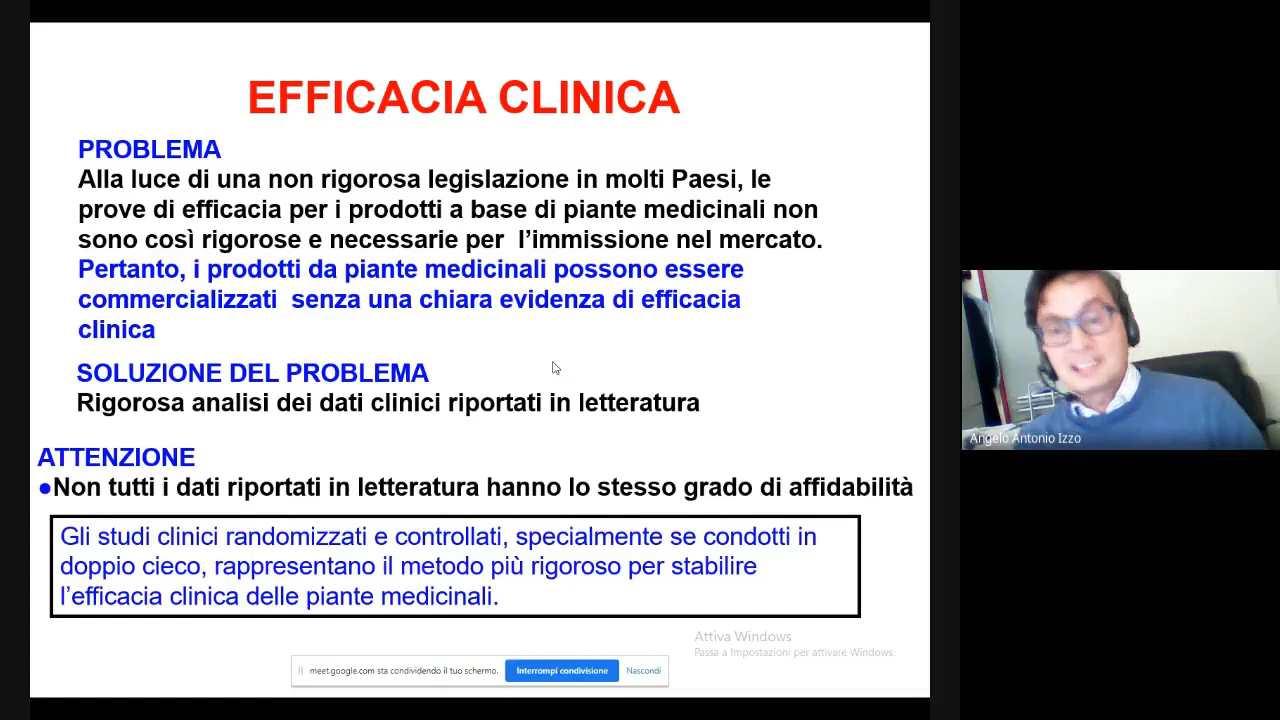 EFFICACIA CLINICA
PROBLEMA
Alla luce di una non rigorosa legislazione in molti Paesi, le
prove di efficacia per i prodotti a base di piante medicinali non
sono così rigorose e necessarie per l’immissione nel mercato.
Pertanto, i prodotti da piante medicinali possono essere
commercializzati senza una chiara evidenza di efficacia
clinica
SOLUZIONE DEL PROBLEMA
Rigorosa analisi dei dati clinici riportati in letteratura
ATTENZIONE
●Non tutti i dati riportati in letteratura hanno lo stesso grado di affidabilità
Gli studi clinici randomizzati e controllati, specialmente se condotti in
doppio cieco, rappresentano il metodo più rigoroso per stabilire
l’efficacia clinica delle piante medicinali.
Attiva Windows
Passa a Impostazioni per attivare Windows.
meet.google.com sta condividendo il tuo schermo.
Interrompi condivisione
Nascondi
Angelo Antonio Izzo